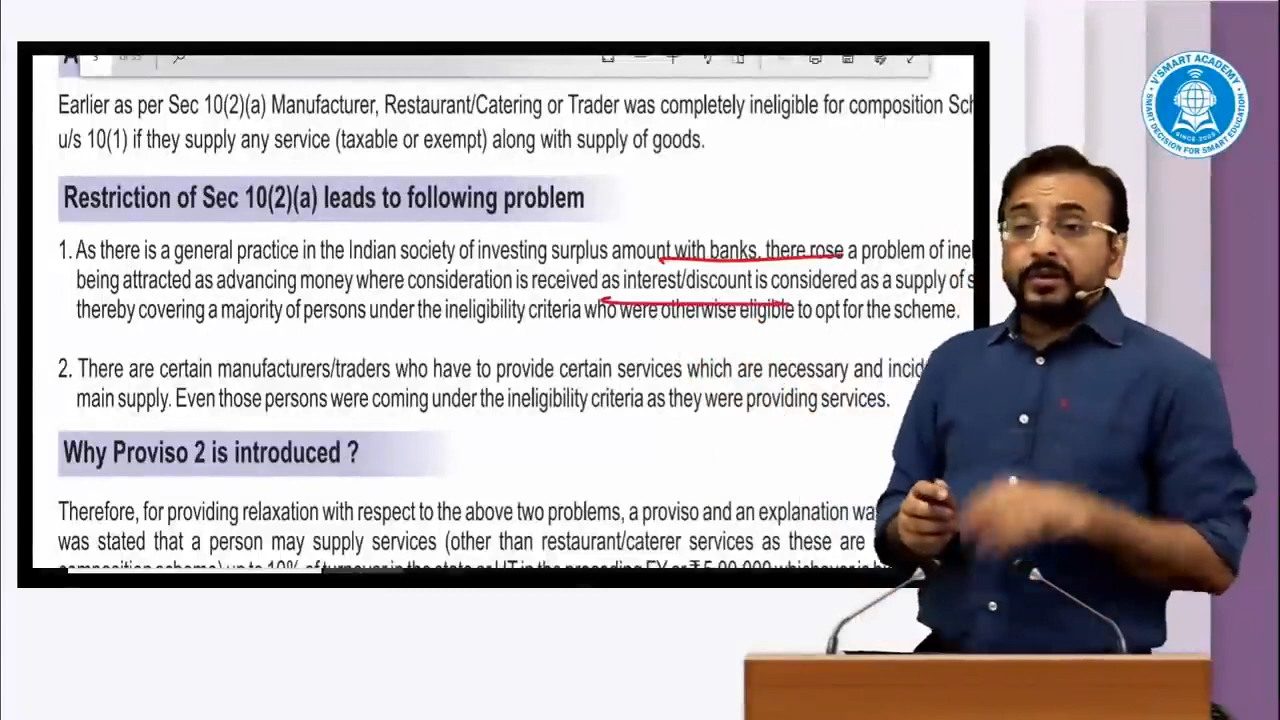 V'SMART ACADEMY
SMART DECISION FOR SMART EDUCATION
Earlier as per Sec 10(2)(a) Manufacturer, Restaurant/Catering or Trader was completely ineligible for composition Sch
u/s 10(1) if they supply any service (taxable or exempt) along with supply of goods.
Restriction of Sec 10(2)(a) leads to following problem
1. As there is a general practice in the Indian society of investing surplus amount with banks, there rose a problem of inel
being attracted as advancing money where consideration is received as interest/discount is considered as a supply of s
thereby covering a majority of persons under the ineligibility criteria who were otherwise eligible to opt for the scheme.
2. There are certain manufacturers/traders who have to provide certain services which are necessary and incid
main supply. Even those persons were coming under the ineligibility criteria as they were providing services.
Why Proviso 2 is introduced ?
Therefore, for providing relaxation with respect to the above two problems, a proviso and an explanation wa
was stated that a person may supply services (other than restaurant/caterer services as these are
composition scheme) up to 10% of turnover in the state or UT in the preceding FY or ₹ 5,00,000 whichever is